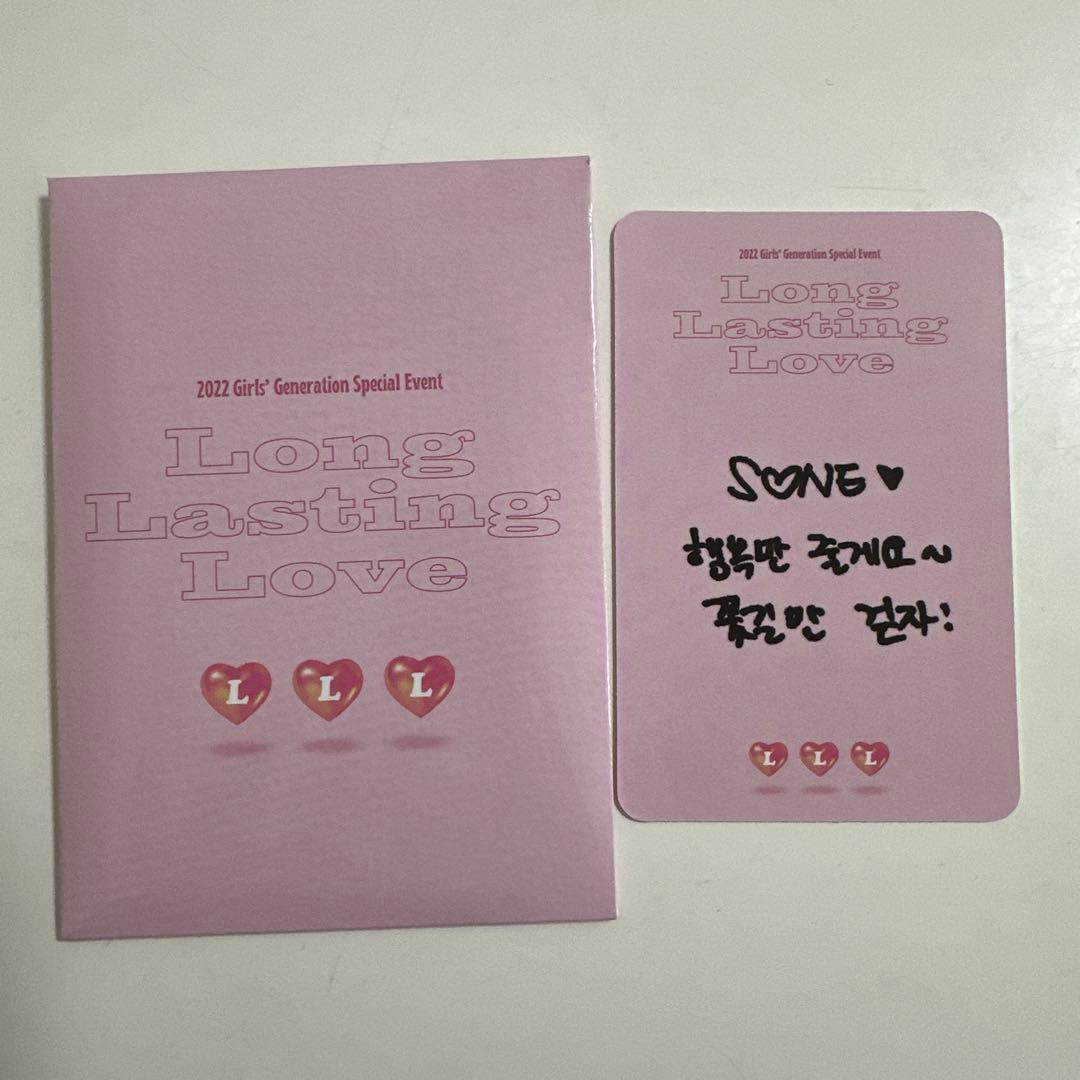 2022 Girls' Generation Special Event
Long
Lasting
Love
L L L
2022 Girls' Generation Special Event
Long
Lasting
Love
S♡NE ♥
행복만 줄게요~
꽃길만 걷자!
L L L